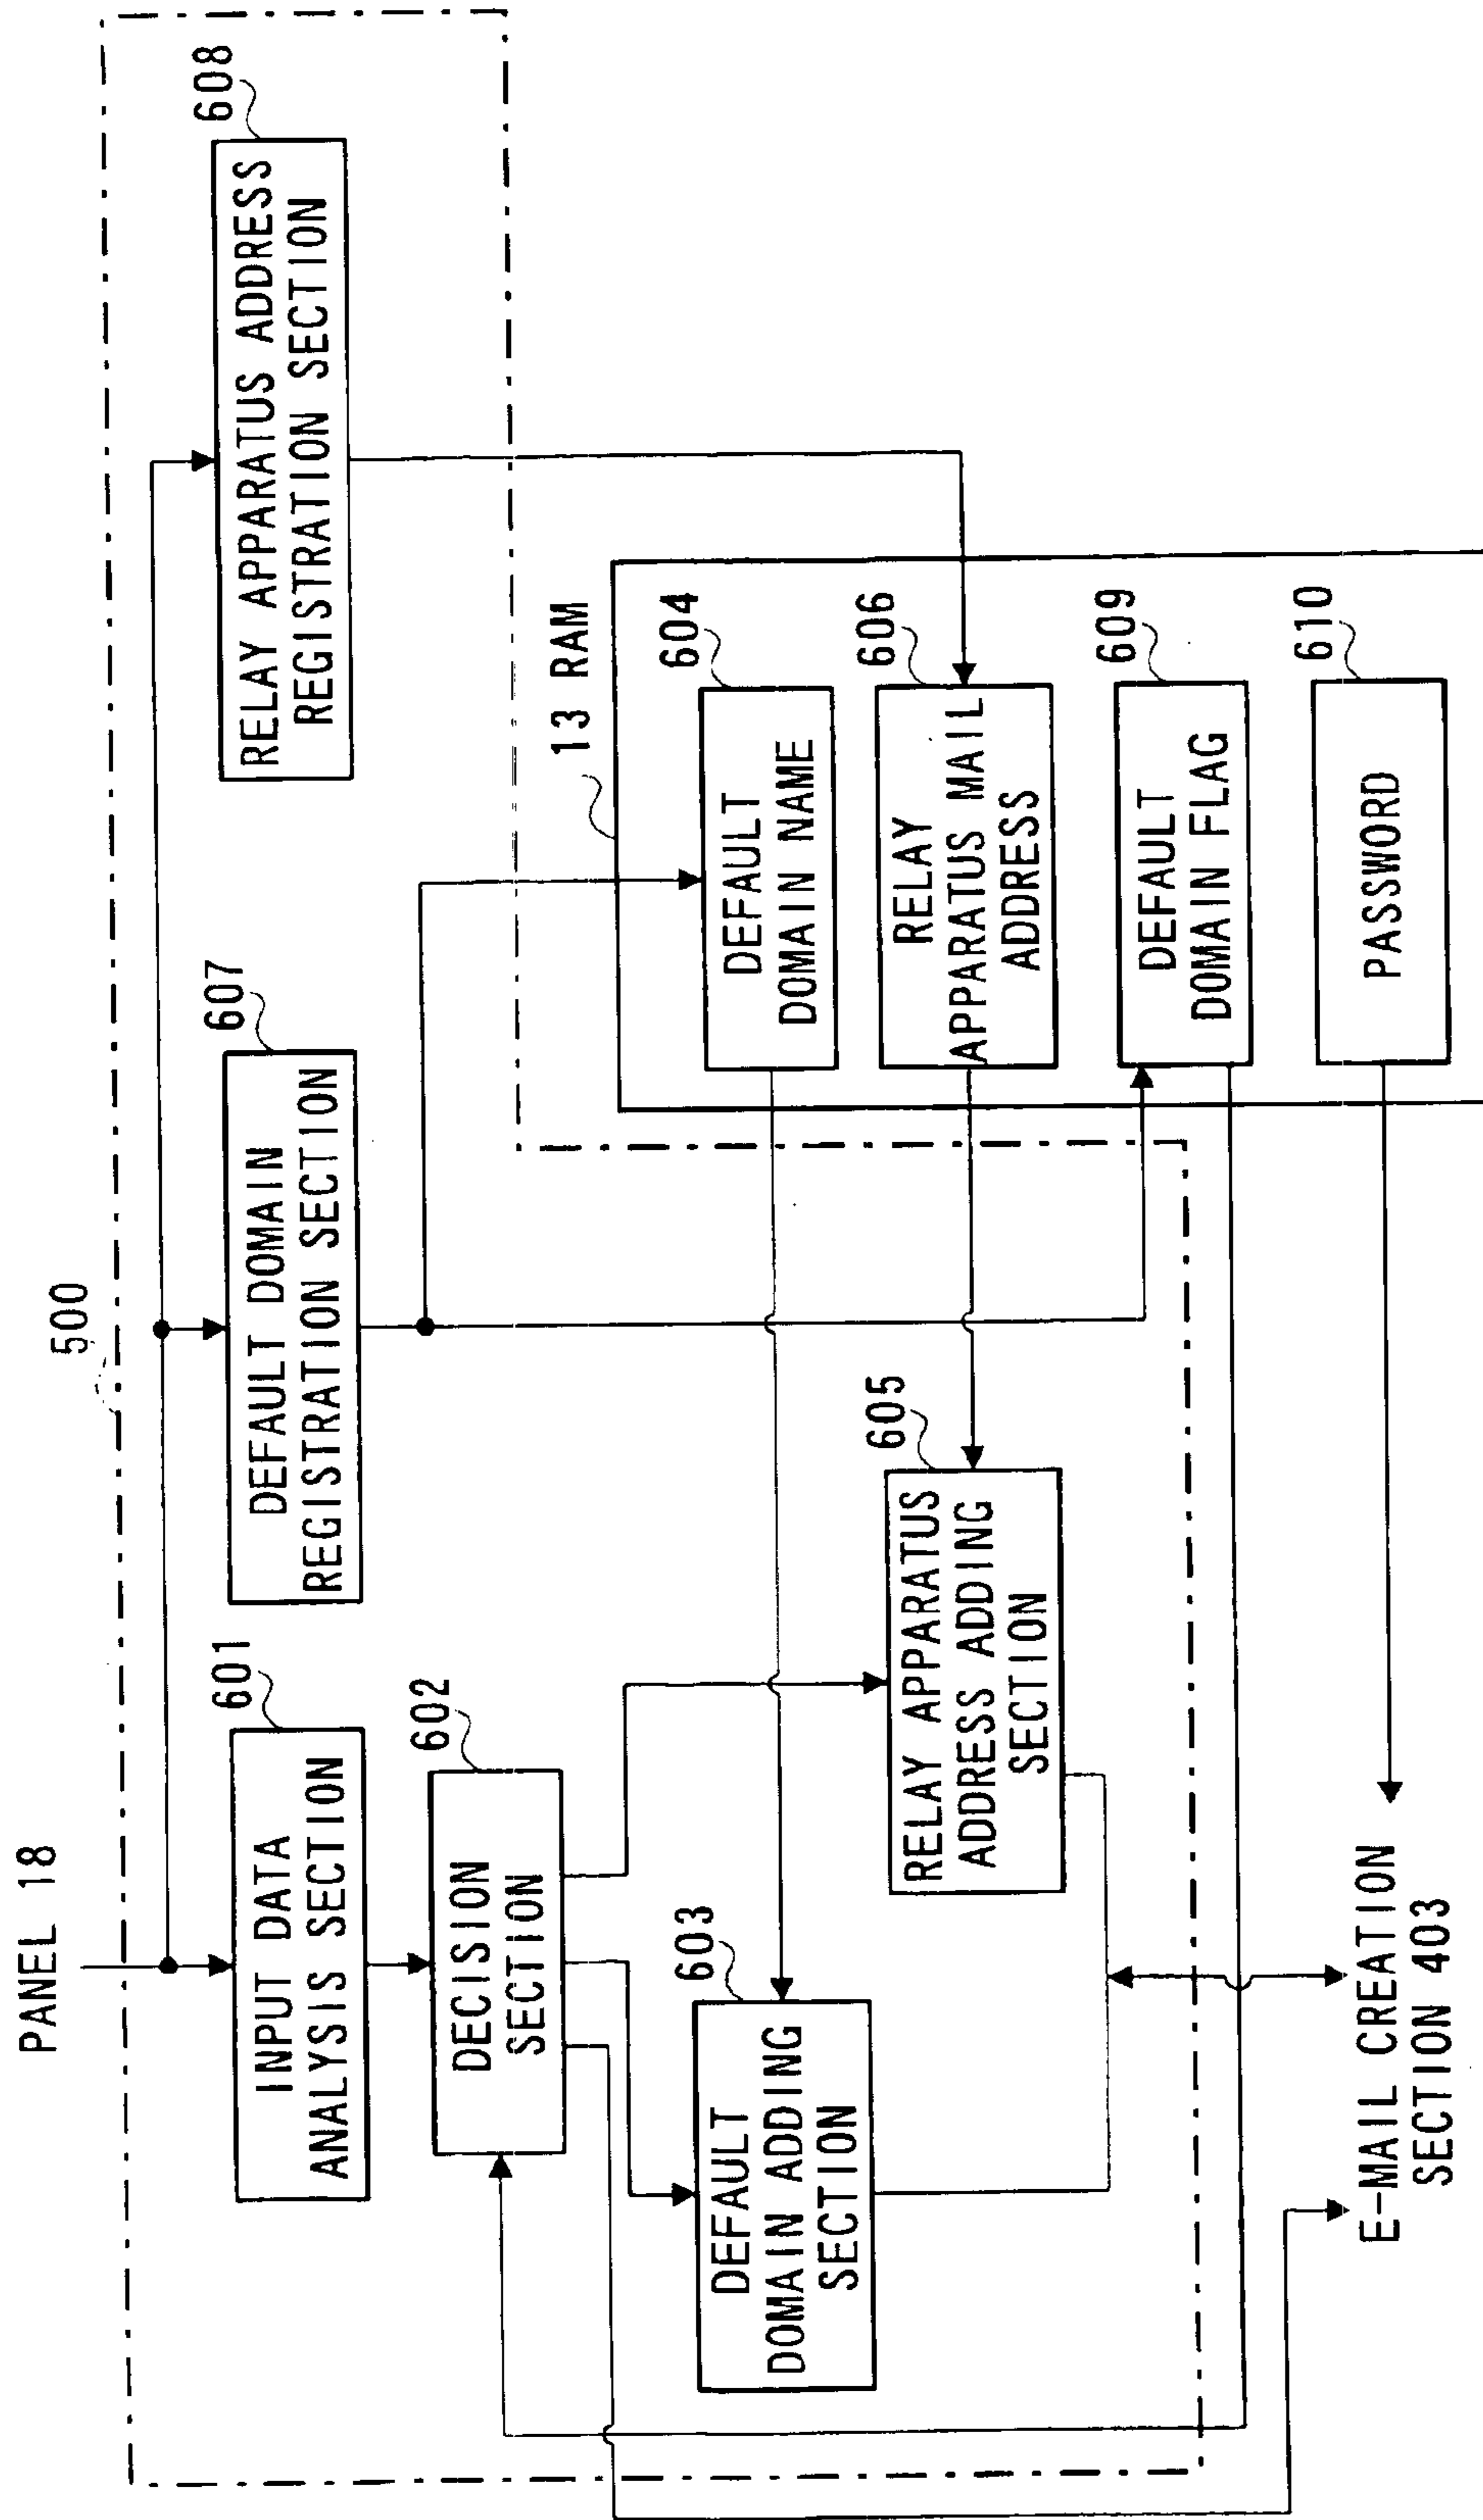 PANEL 18
500
601
INPUT DATA
ANALYSIS SECTION
607
DEFAULT DOMAIN
REGISTRATION SECTION
608
RELAY APPARATUS ADDRESS
REGISTRATION SECTION
602
DECISION
SECTION
13 RAM
603
DEFAULT
DOMAIN ADDING
SECTION
604
DEFAULT
DOMAIN NAME
605
RELAY APPARATUS
ADDRESS ADDING
SECTION
606
RELAY
APPARATUS MAIL
ADDRESS
609
DEFAULT
DOMAIN FLAG
610
PASSWORD
E-MAIL CREATION
SECTION 403